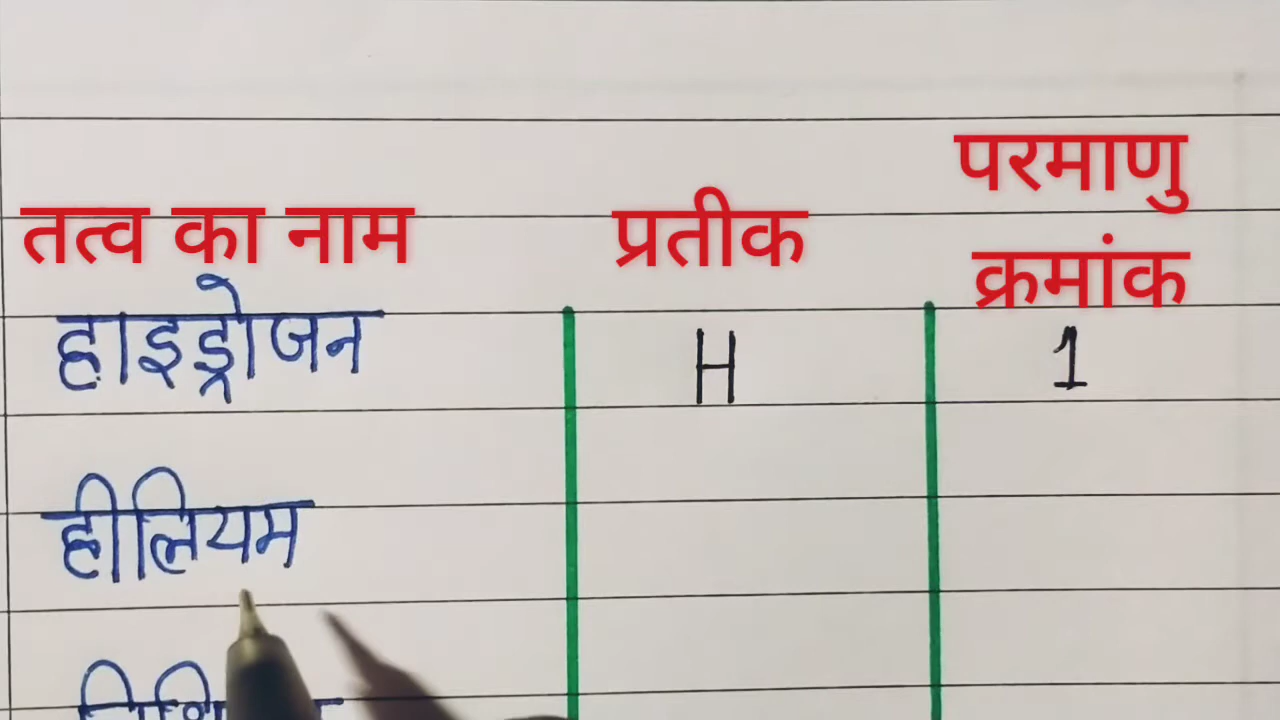 परमाणु
तत्व का नाम प्रतीक क्रमांक
हाइड्रोजन H 1
हीलियम